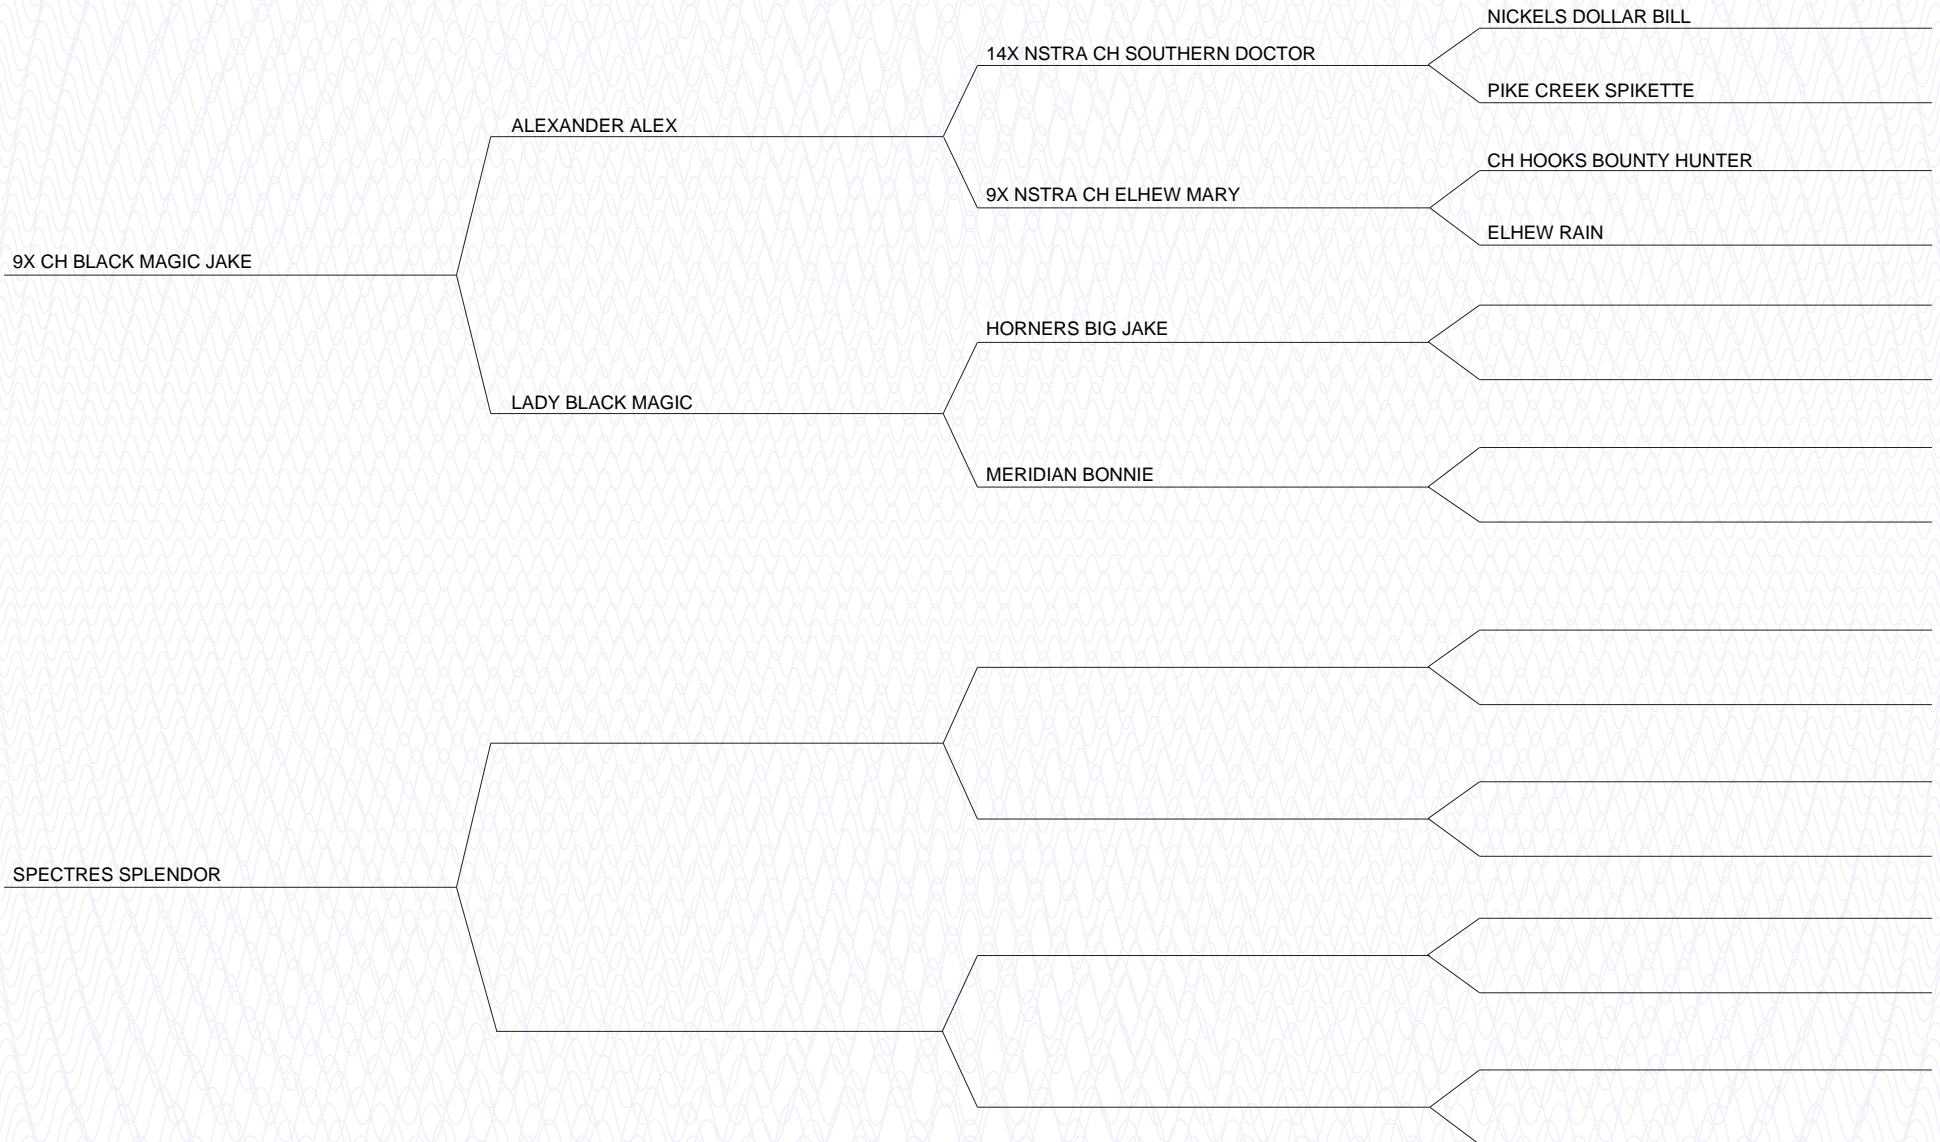 NICKELS DOLLAR BILL
14X NSTRA CH SOUTHERN DOCTOR
PIKE CREEK SPIKETTE
ALEXANDER ALEX
CH HOOKS BOUNTY HUNTER
9X NSTRA CH ELHEW MARY
ELHEW RAIN
9X CH BLACK MAGIC JAKE
HORNERS BIG JAKE
LADY BLACK MAGIC
MERIDIAN BONNIE
SPECTRES SPLENDOR